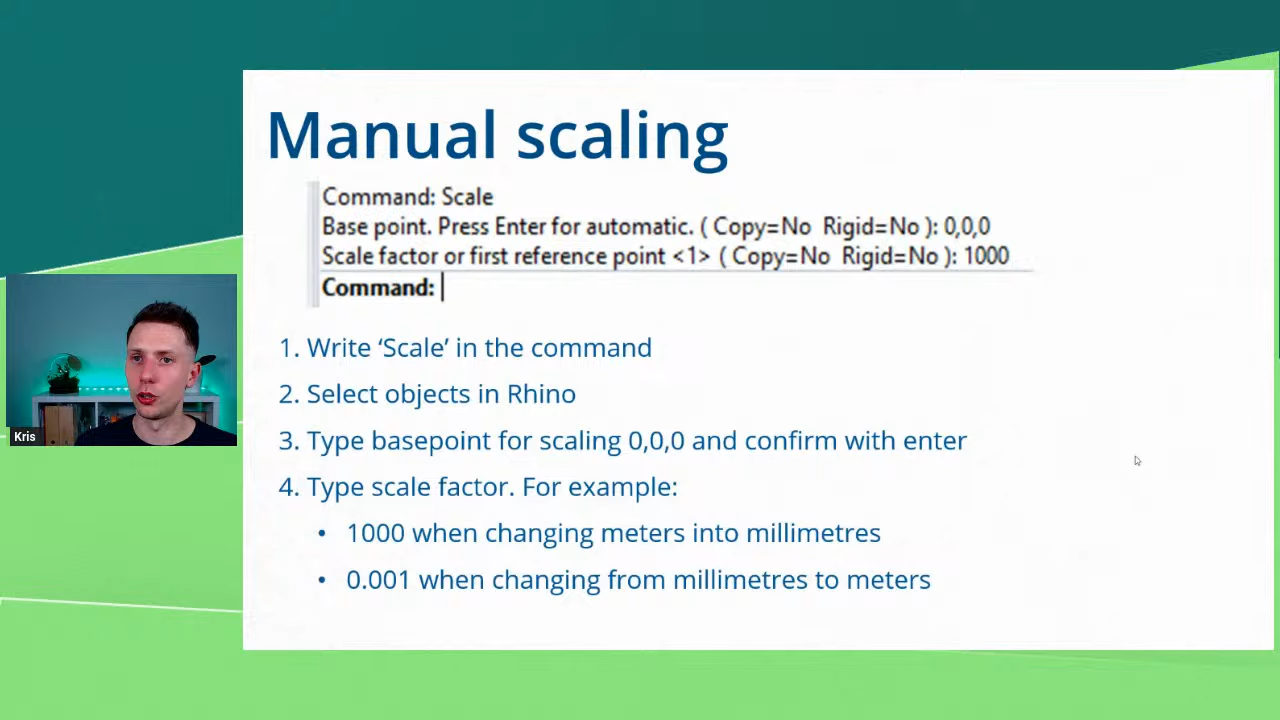 Manual scaling
Command: Scale
Base point. Press Enter for automatic. ( Copy=No  Rigid=No ): 0,0,0
Scale factor or first reference point <1> ( Copy=No  Rigid=No ): 1000
Command:
1. Write ‘Scale’ in the command
2. Select objects in Rhino
3. Type basepoint for scaling 0,0,0 and confirm with enter
4. Type scale factor. For example:
• 1000 when changing meters into millimetres
• 0.001 when changing from millimetres to meters
Kris